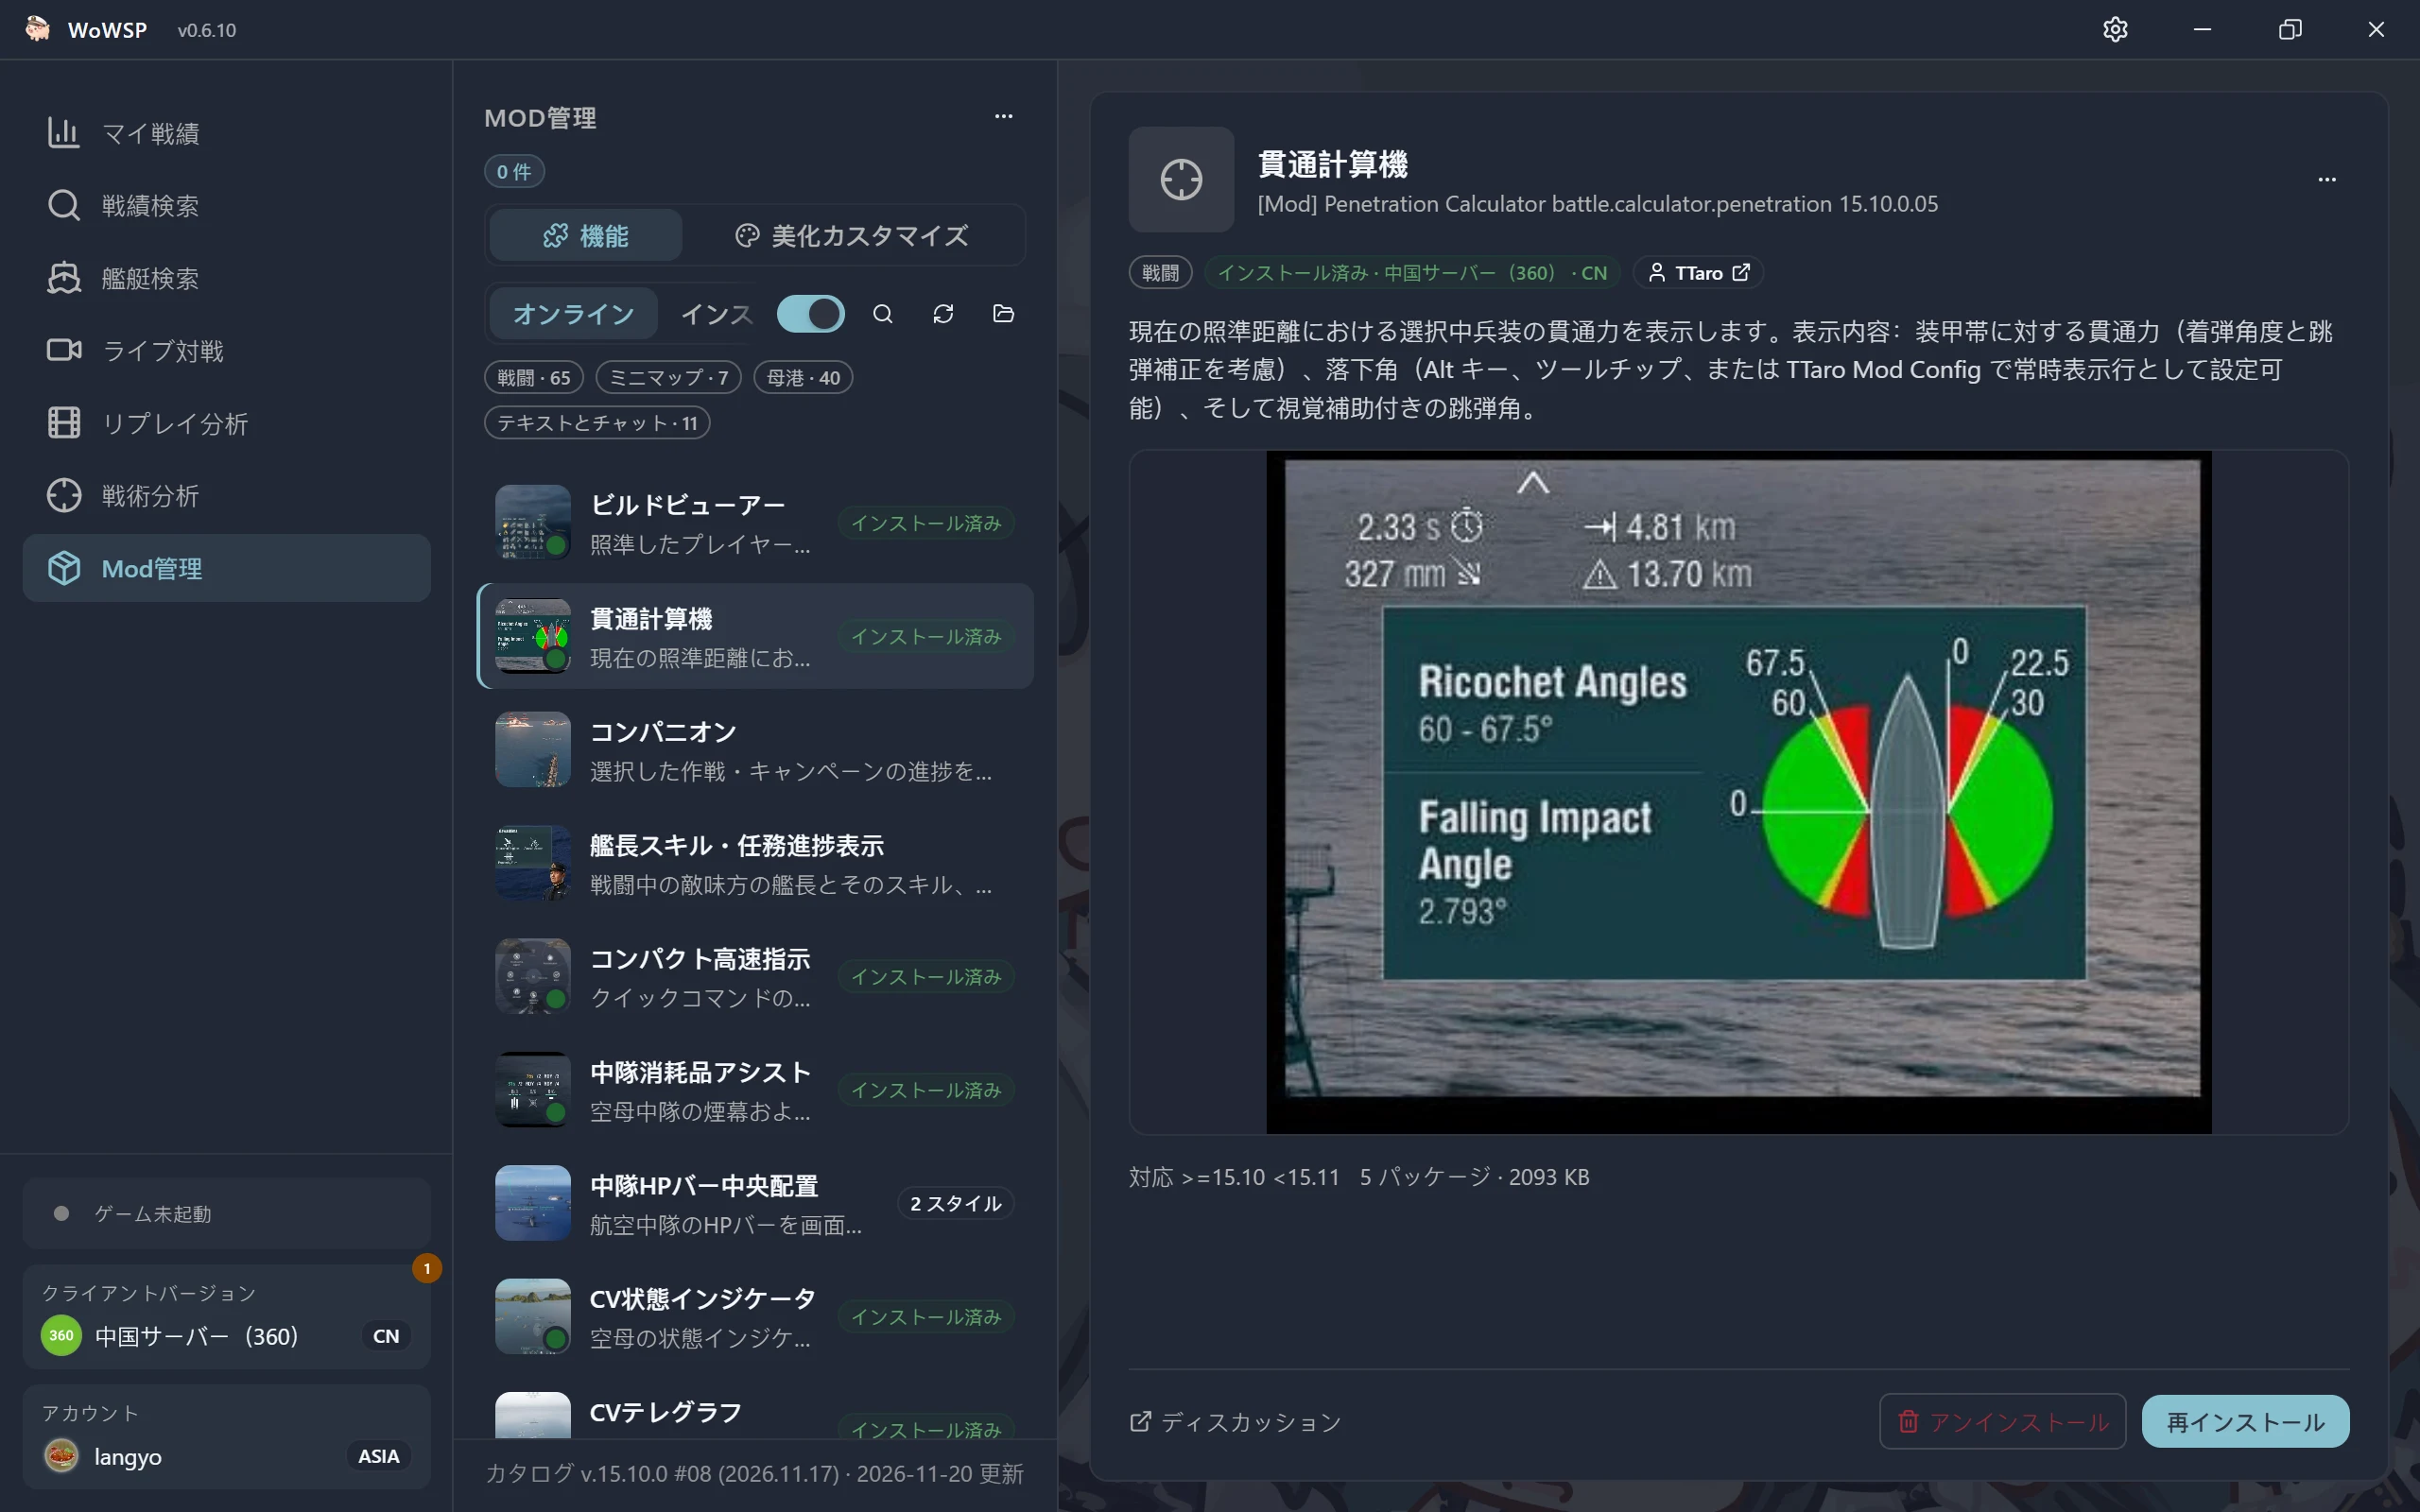 WoWSP v0.6.10
マイ戦績
戦績検索
艦艇検索
ライブ対戦
リプレイ分析
戦術分析
Mod管理
ゲーム未起動
1
クライアントバージョン
360 中国サーバー（360） CN
アカウント
langyo ASIA
MOD管理
0 件
機能 美化カスタマイズ
オンライン インス
戦闘 · 65 ミニマップ · 7 母港 · 40
テキストとチャット · 11
ビルドビューアー
照準したプレイヤー...
インストール済み
貫通計算機
現在の照準距離にお...
インストール済み
コンパニオン
選択した作戦・キャンペーンの進捗を...
艦長スキル・任務進捗表示
戦闘中の敵味方の艦長とそのスキル、...
コンパクト高速指示
クイックコマンドの...
インストール済み
中隊消耗品アシスト
空母中隊の煙幕およ...
インストール済み
中隊HPバー中央配置
航空中隊のHPバーを画面...
2 スタイル
CV状態インジケータ
空母の状態インジケ...
インストール済み
CVテレグラフ
インストール済み
カタログ v.15.10.0 #08 (2026.11.17) · 2026-11-20 更新
貫通計算機
[Mod] Penetration Calculator battle.calculator.penetration 15.10.0.05
戦闘 インストール済み · 中国サーバー（360） · CN TTaro
現在の照準距離における選択中兵装の貫通力を表示します。表示内容：装甲帯に対する貫通力（着弾角度と跳
弾補正を考慮）、落下角（Alt キー、ツールチップ、または TTaro Mod Config で常時表示行として設定可
能）、そして視覚補助付きの跳弾角。
2.33 s 4.81 km
327 mm 13.70 km
Ricochet Angles
60 - 67.5°
Falling Impact
Angle
2.793°
67.5 0 22.5
60 30
0
対応 >=15.10 <15.11 5 パッケージ · 2093 KB
ディスカッション アンインストール 再インストール